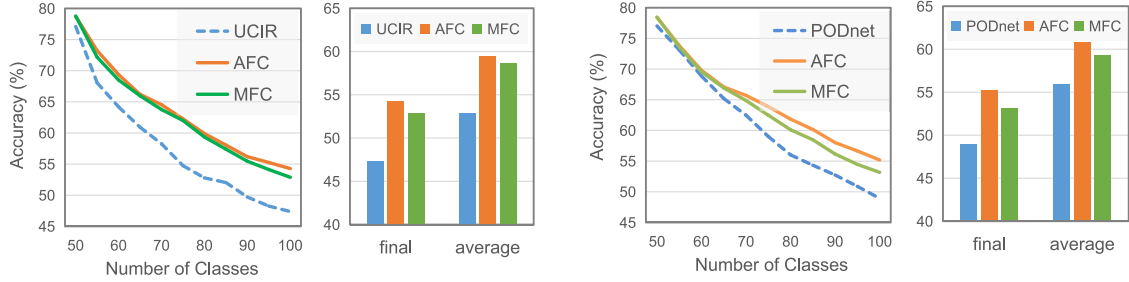 Accuracy (%)
80
75
70
65
60
55
50
45
50 60 70 80 90 100
Number of Classes
UCIR
AFC
MFC
65
60
55
50
45
40
UCIR AFC MFC
final average
Accuracy (%)
80
75
70
65
60
55
50
45
50 60 70 80 90 100
Number of Classes
PODnet
AFC
MFC
65
60
55
50
45
40
PODnet AFC MFC
final average